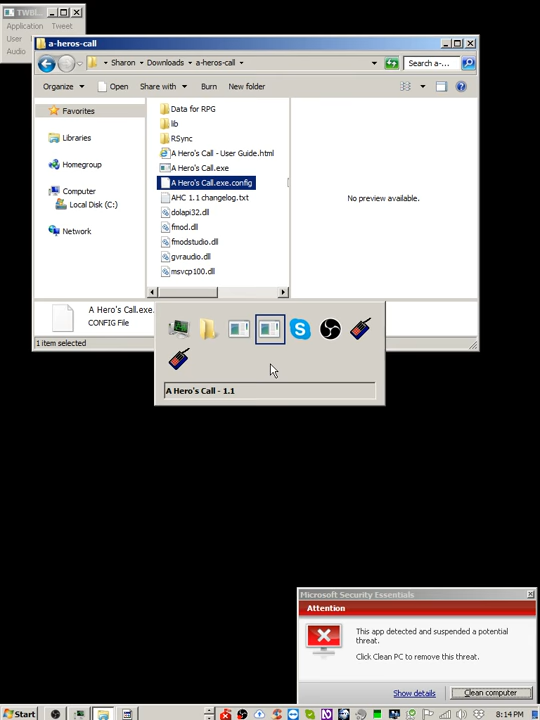 TWBl
Application Tweet
User
Audio
a-heros-call
Sharon Downloads a-heros-call
Search a-...
Organize Open Share with Burn New folder
Favorites
Libraries
Homegroup
Computer
Local Disk (C:)
Network
Data for RPG
lib
RSync
A Hero's Call - User Guide.html
A Hero's Call.exe
A Hero's Call.exe.config
AHC 1.1 changelog.txt
dolapi32.dll
fmod.dll
fmodstudio.dll
gvraudio.dll
msvcp100.dll
No preview available.
A Hero's Call.exe.
CONFIG File
1 item selected
A Hero's Call - 1.1
Microsoft Security Essentials
Attention
This app detected and suspended a potential
threat.
Click Clean PC to remove this threat.
Show details Clean computer
Start
8:14 PM